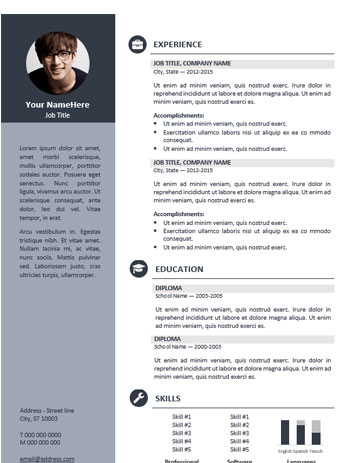 Your NameHere
Job Title
Lorem ipsum dolor sit amet,
amet morbi scelerisque,
mollis ullamcorper, porttitor
ligula. Posuere eget
senectus. Nunc porttitor
ligula, vivamus arcu auctor. Ut
scelerisque consequat, ante
dolor, leo dui vel. Vitae
tempor, in erat.
Arcu vestibulum in. Egestas
tristique nibh. Et vitae amet.
Nullam lacinia mi, ac vitae,
nunc sociis. Mattis pulvinar
sed. Laboriosam justo, cras
ultricies turpis, ullamcorper.
Address - Street line
City, ST 10003
T 000 000 0000
M 000 000 000
email@address.com
EXPERIENCE
JOB TITLE, COMPANY NAME
City, State — 2012-2015
Ut enim ad minim veniam, quis nostrud exerc. Irure dolor in
reprehend incididunt ut labore et dolore magna aliqua. Ut enim
ad minim veniam, quis nostrud exerci es.
Accomplishments:
• Ut enim ad minim veniam, quis nostrud exerc.
• Exercitation ullamco laboris nisi ut aliquip ex ea co mmodo
consequat.
• Ut enim ad minim veniam, quis nostrud exerc.
JOB TITLE, COMPANY NAME
City, State — 2012-2015
Ut enim ad minim veniam, quis nostrud exerc. Irure dolor in
reprehend incididunt ut labore et dolore magna aliqua. Ut enim
ad minim veniam, quis nostrud exerci es.
Accomplishments:
• Ut enim ad minim veniam, quis nostrud exerc.
• Exercitation ullamco laboris nisi ut aliquip ex ea co mmodo
consequat.
• Ut enim ad minim veniam, quis nostrud exerc.
EDUCATION
DIPLOMA
School Name — 2003-2005
Ut enim ad minim veniam, quis nostrud exerc. Irure dolor in
reprehend incididunt ut labore et dolore magna aliqua. Ut enim
ad minim veniam, quis nostrud exerc.
DIPLOMA
School Name — 2000-2003
Ut enim ad minim veniam, quis nostrud exerc. Irure dolor in
reprehend incididunt ut labore et dolore magna aliqua. Ut enim
ad minim veniam, quis nostrud exerc.
SKILLS
Skill #1 Skill #1
Skill #2 Skill #2
Skill #3 Skill #3
Skill #4 Skill #4
Skill #5 Skill #5
English Spanish French
Professional Software Languages